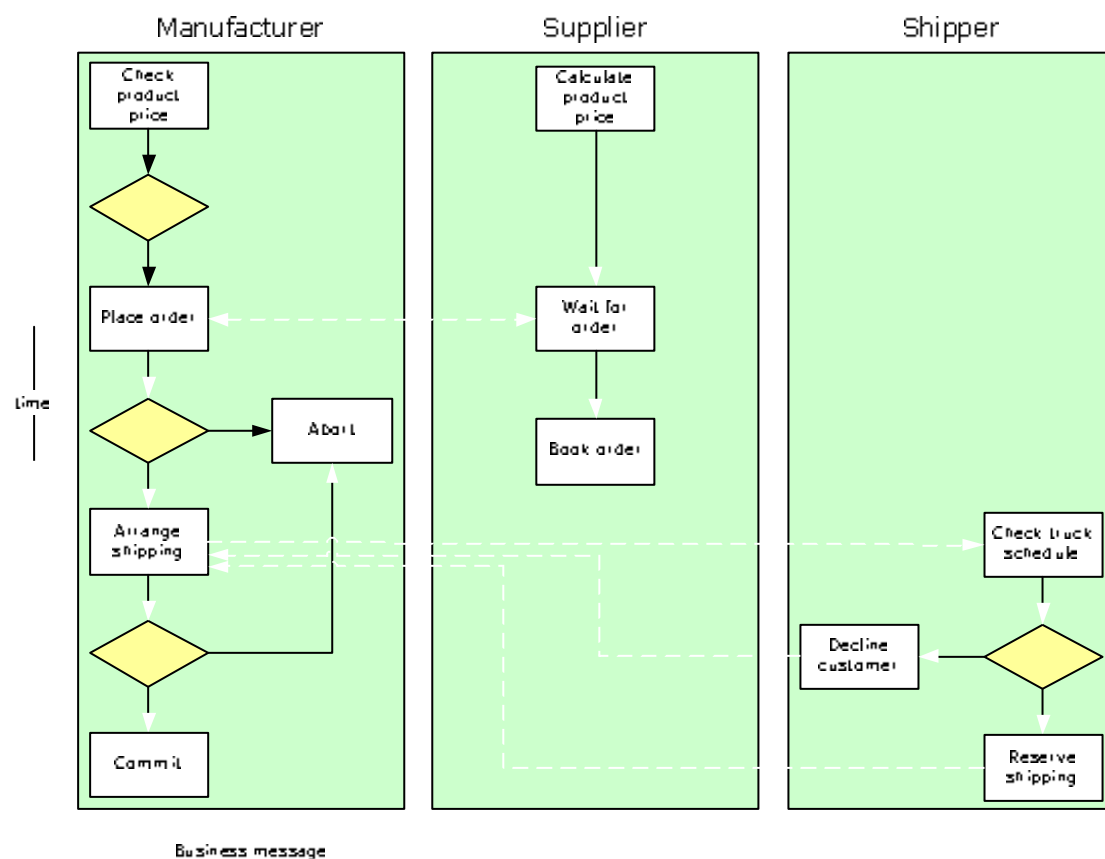 Manufacturer
Supplier
Shipper
Check
product
price
Calculate
product
price
Place order
Wait for
order
time
Abort
Book order
Arrange
shipping
Check truck
schedule
Decline
customer
Commit
Reserve
shipping
Business message